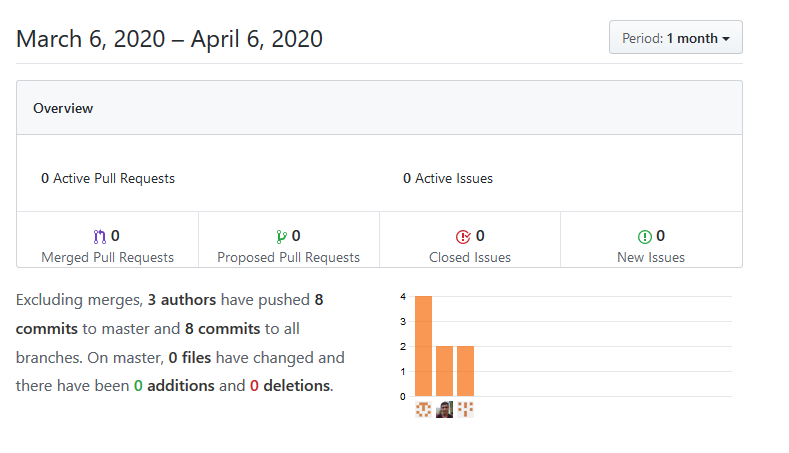 March 6, 2020 – April 6, 2020
Period: 1 month
Overview
0 Active Pull Requests
0 Active Issues
0
Merged Pull Requests
0
Proposed Pull Requests
0
Closed Issues
0
New Issues
Excluding merges, 3 authors have pushed 8
commits to master and 8 commits to all
branches. On master, 0 files have changed and
there have been 0 additions and 0 deletions.
4
3
2
1
0